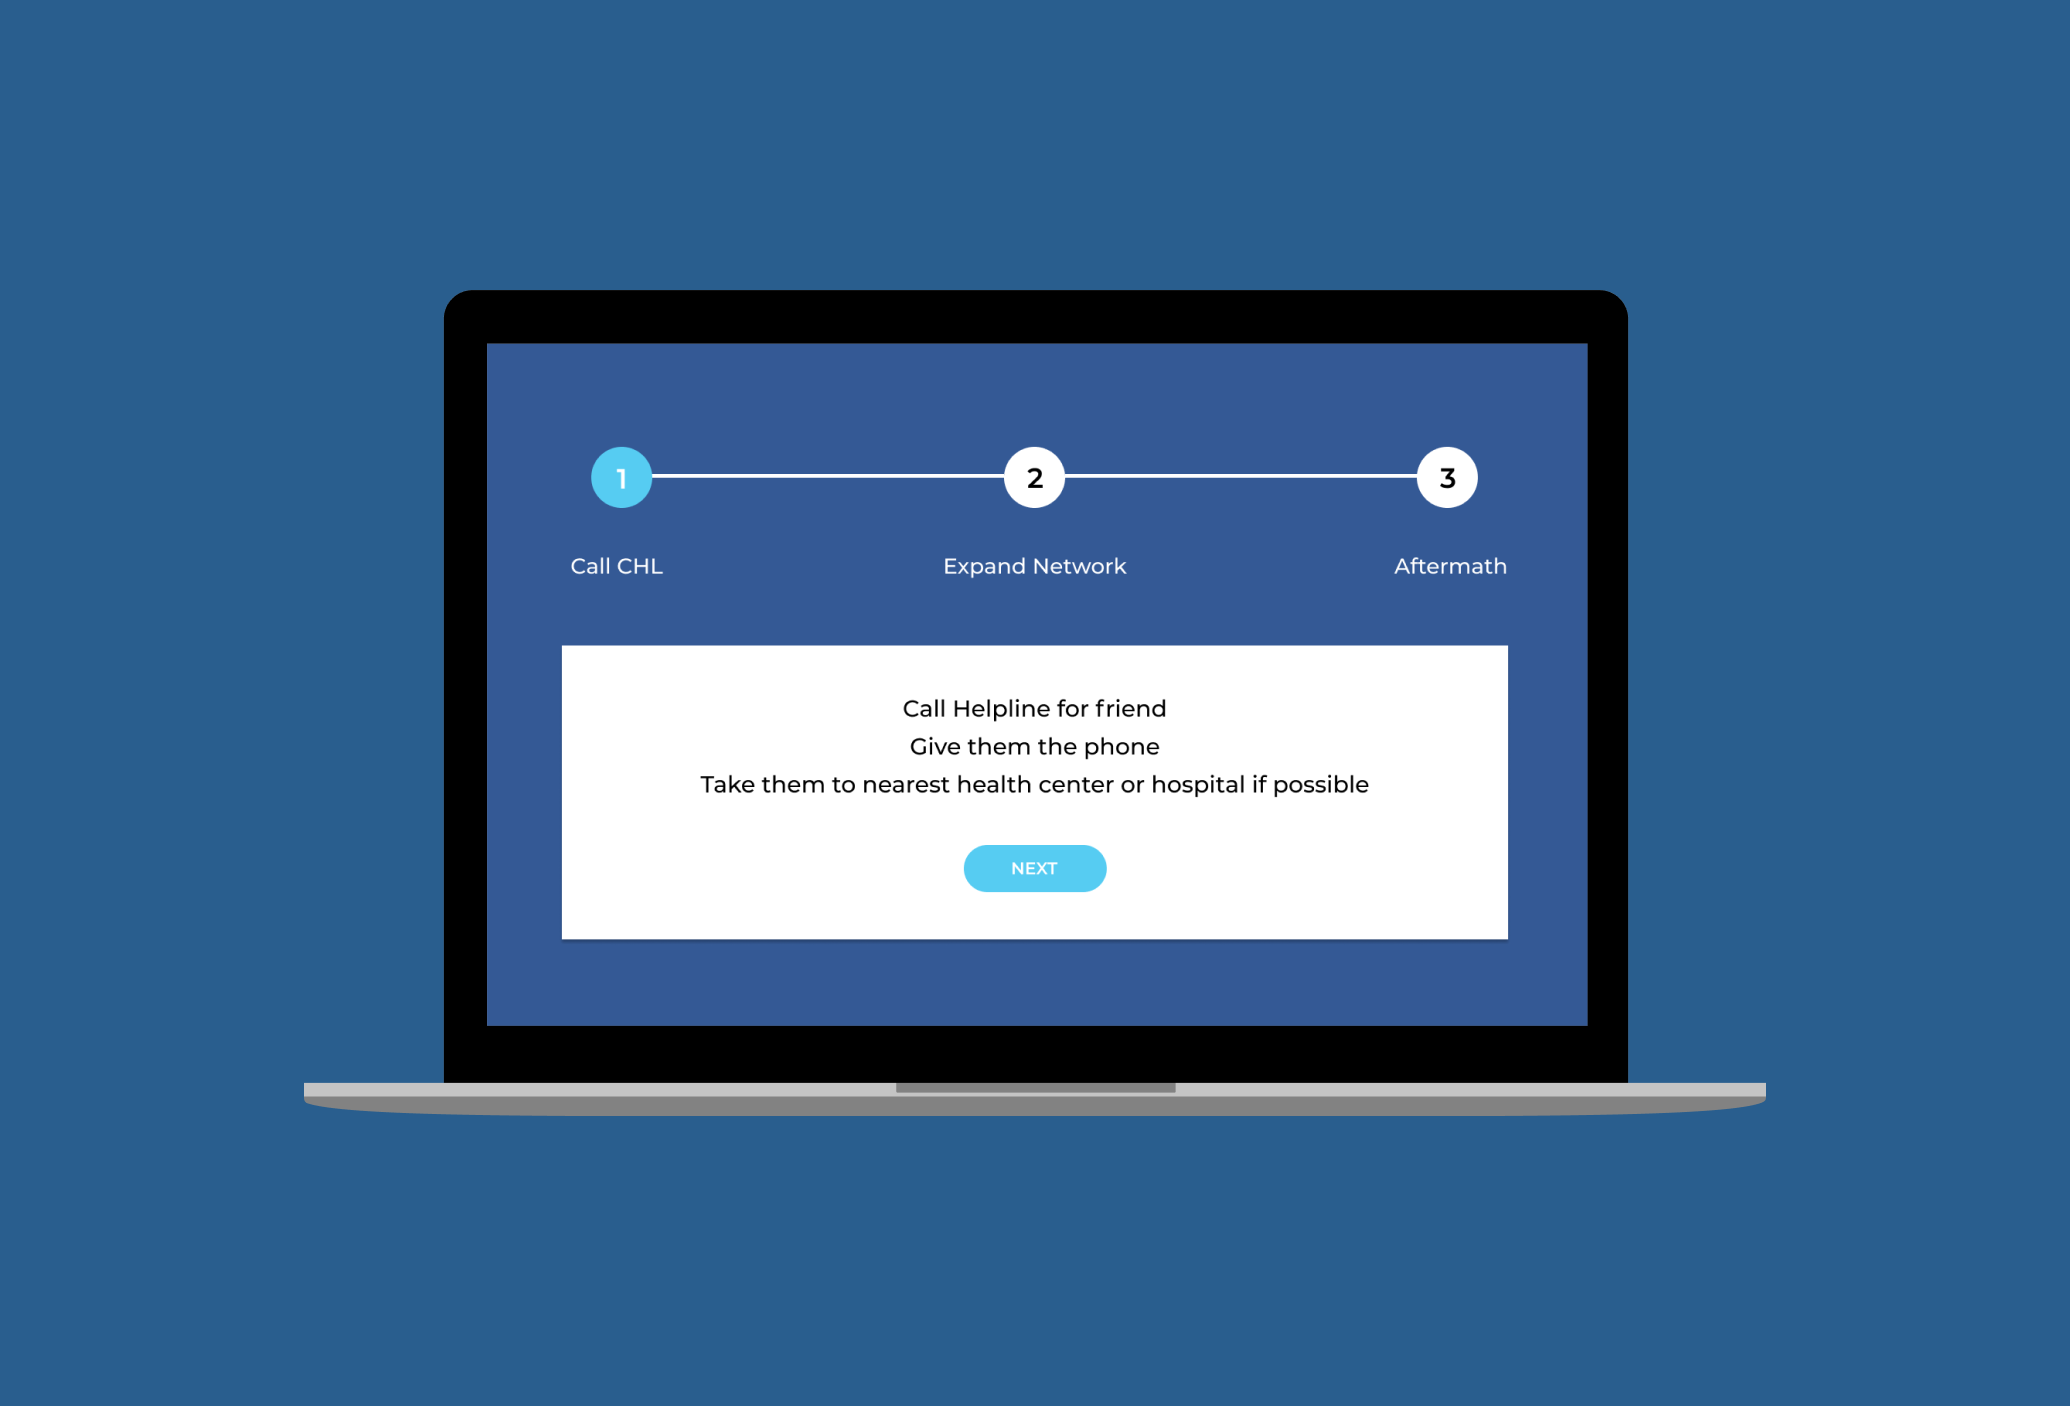 1
2
3
Call CHL
Expand Network
Aftermath
Call Helpline for friend
Give them the phone
Take them to nearest health center or hospital if possible
NEXT